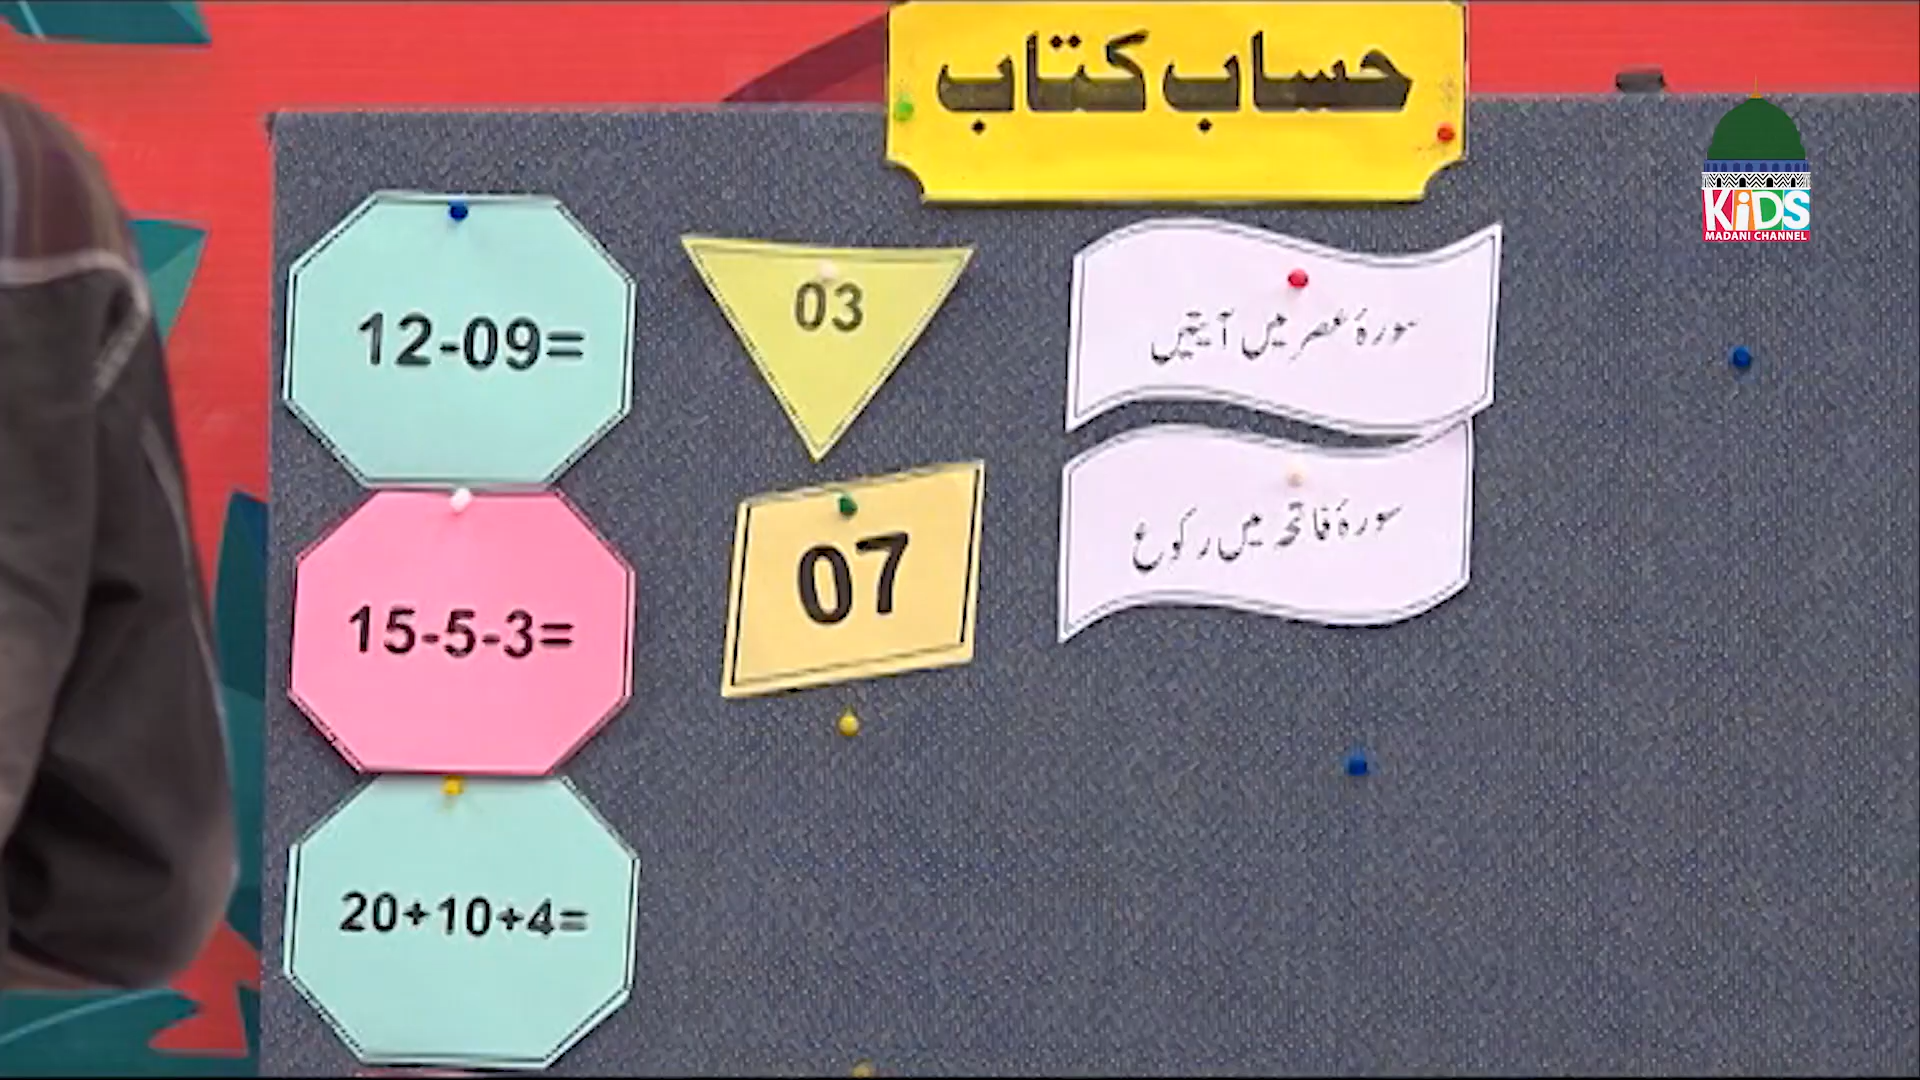 حساب کتاب
KiDS
MADANI CHANNEL
12-09=
03
سورۂ عصر میں آیتیں
15-5-3=
07
سورۂ فاتحہ میں رکوع
20+10+4=